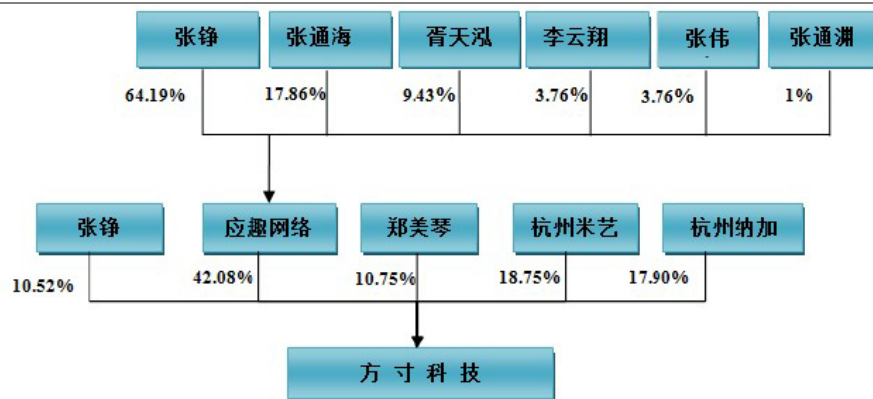 张铮 张通海 胥天泓 李云翔 张伟 张通渊
64.19% 17.86% 9.43% 3.76% 3.76% 1%
张铮 应趣网络 郑美琴 杭州米艺 杭州纳加
10.52% 42.08% 10.75% 18.75% 17.90%
方寸科技